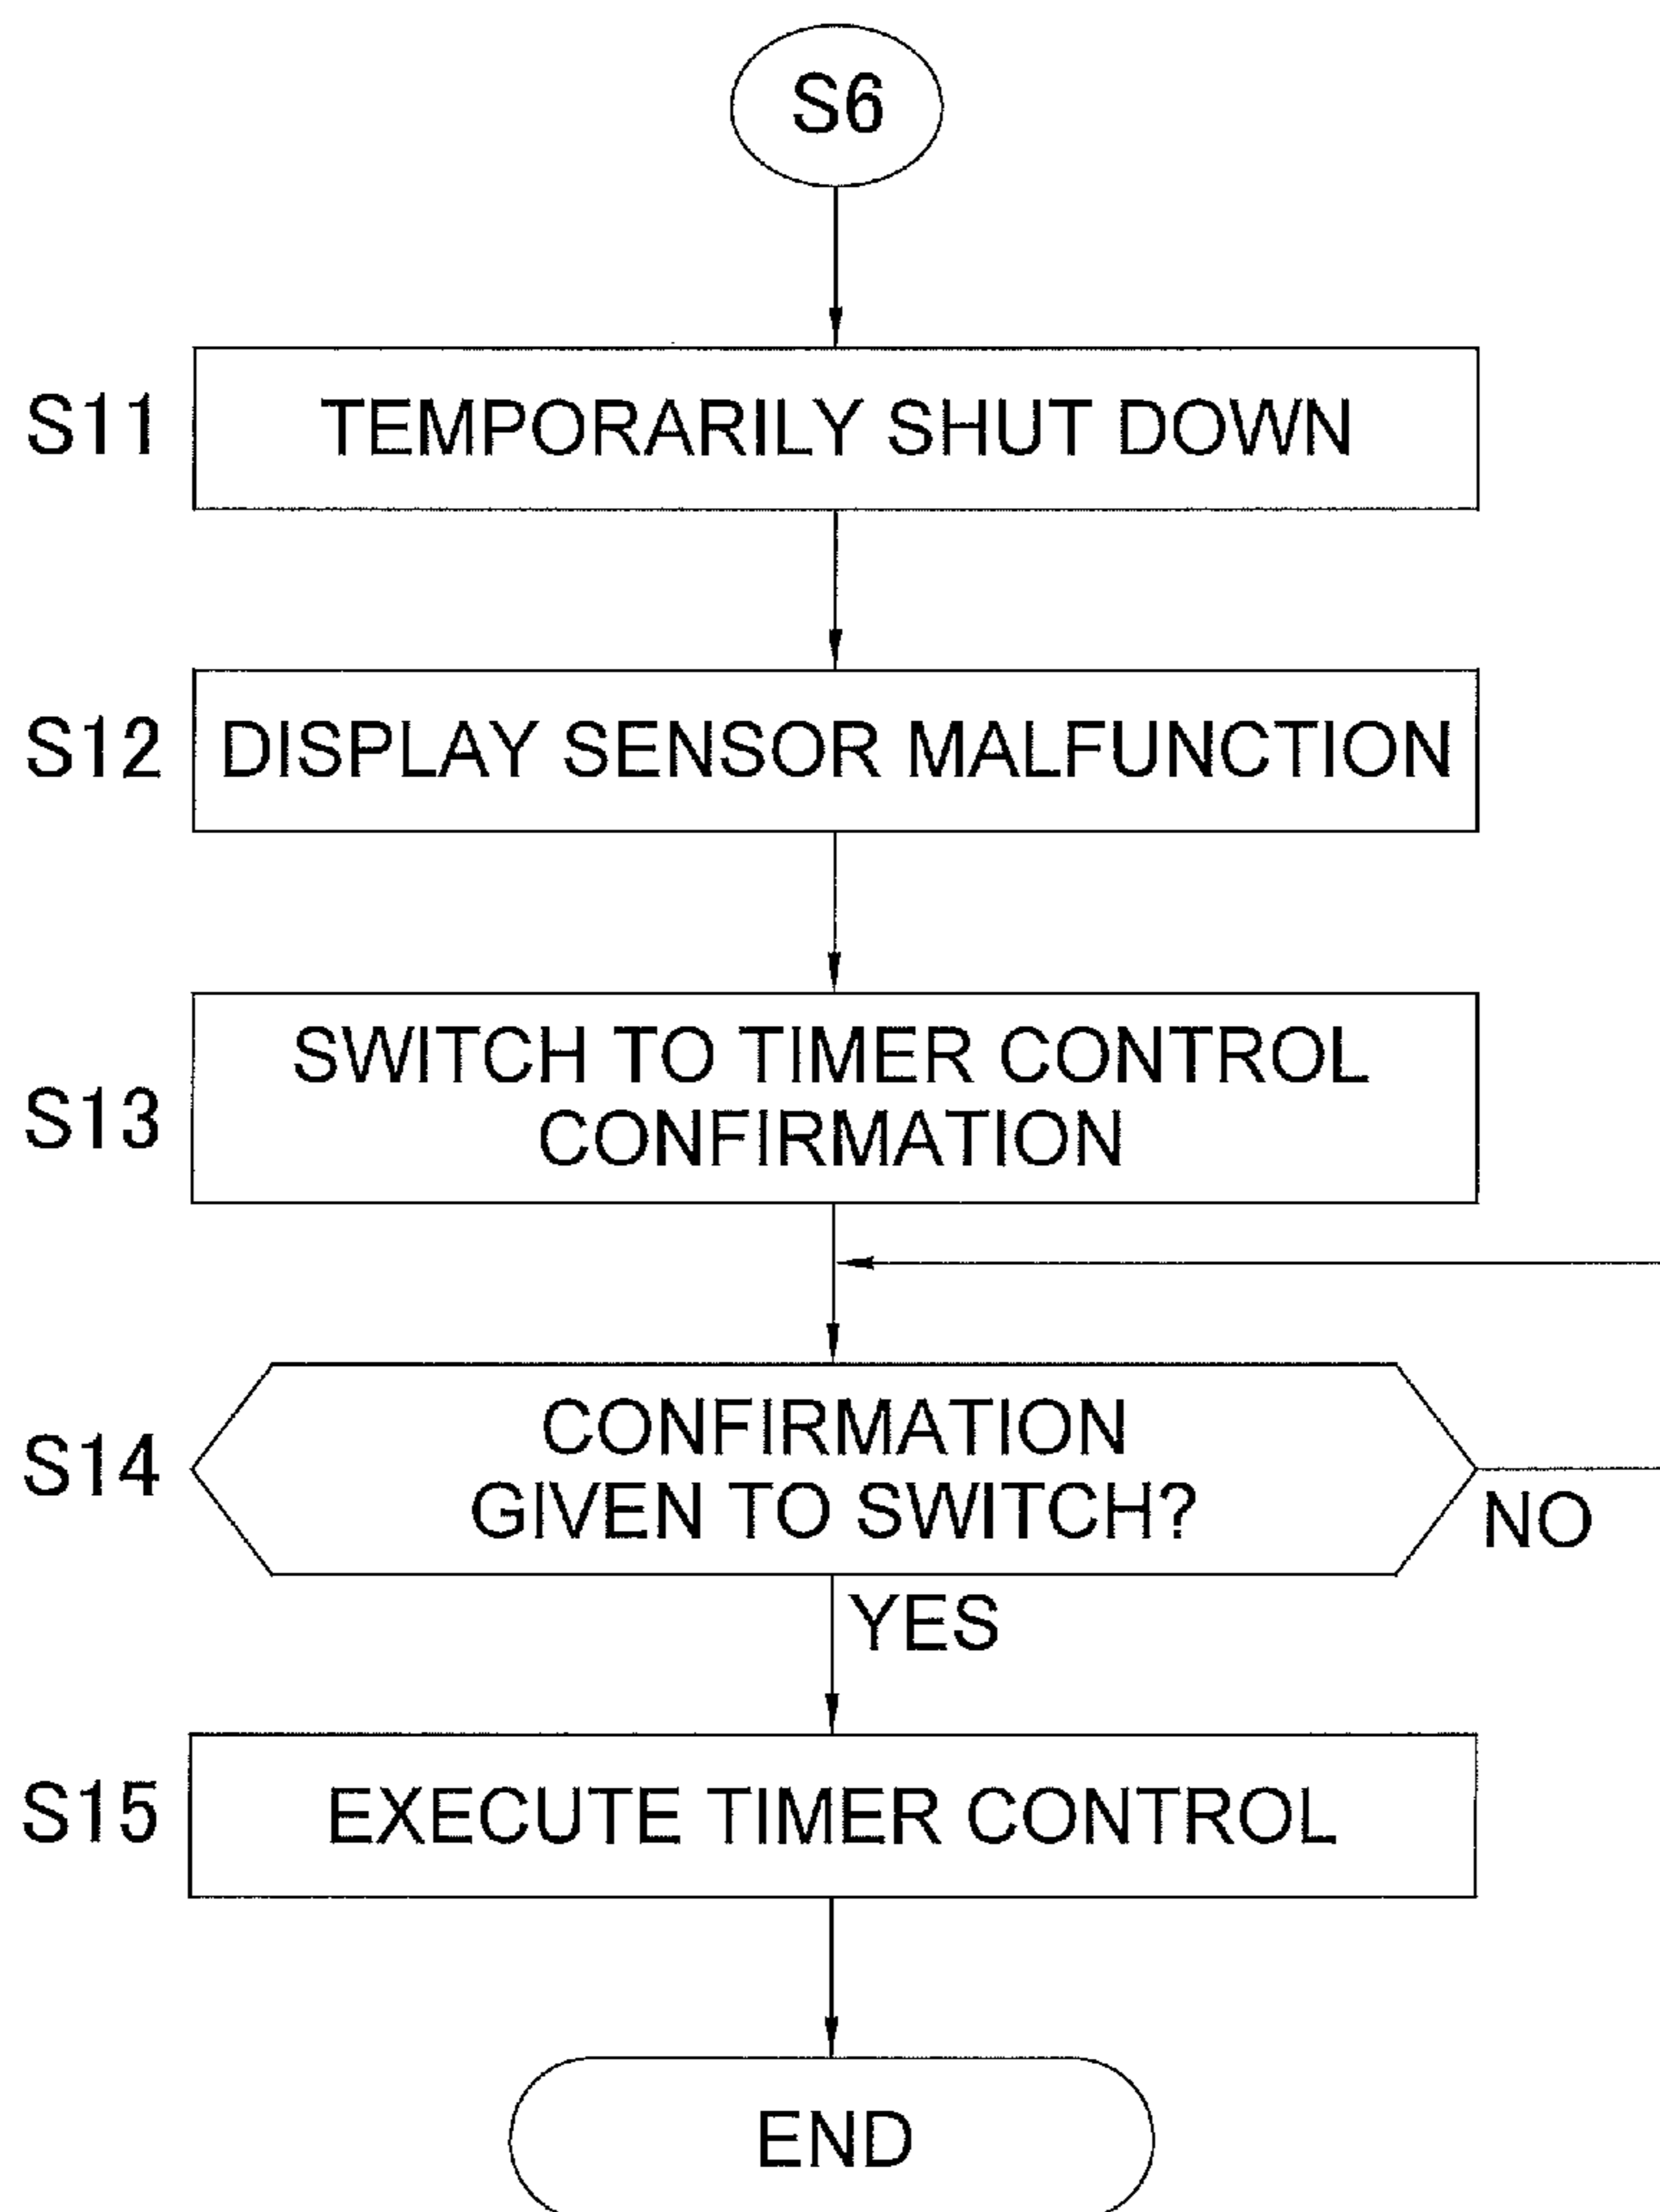 S6
S11 TEMPORARILY SHUT DOWN
S12 DISPLAY SENSOR MALFUNCTION
S13 SWITCH TO TIMER CONTROL
CONFIRMATION
S14 CONFIRMATION
GIVEN TO SWITCH?
NO
YES
S15 EXECUTE TIMER CONTROL
END